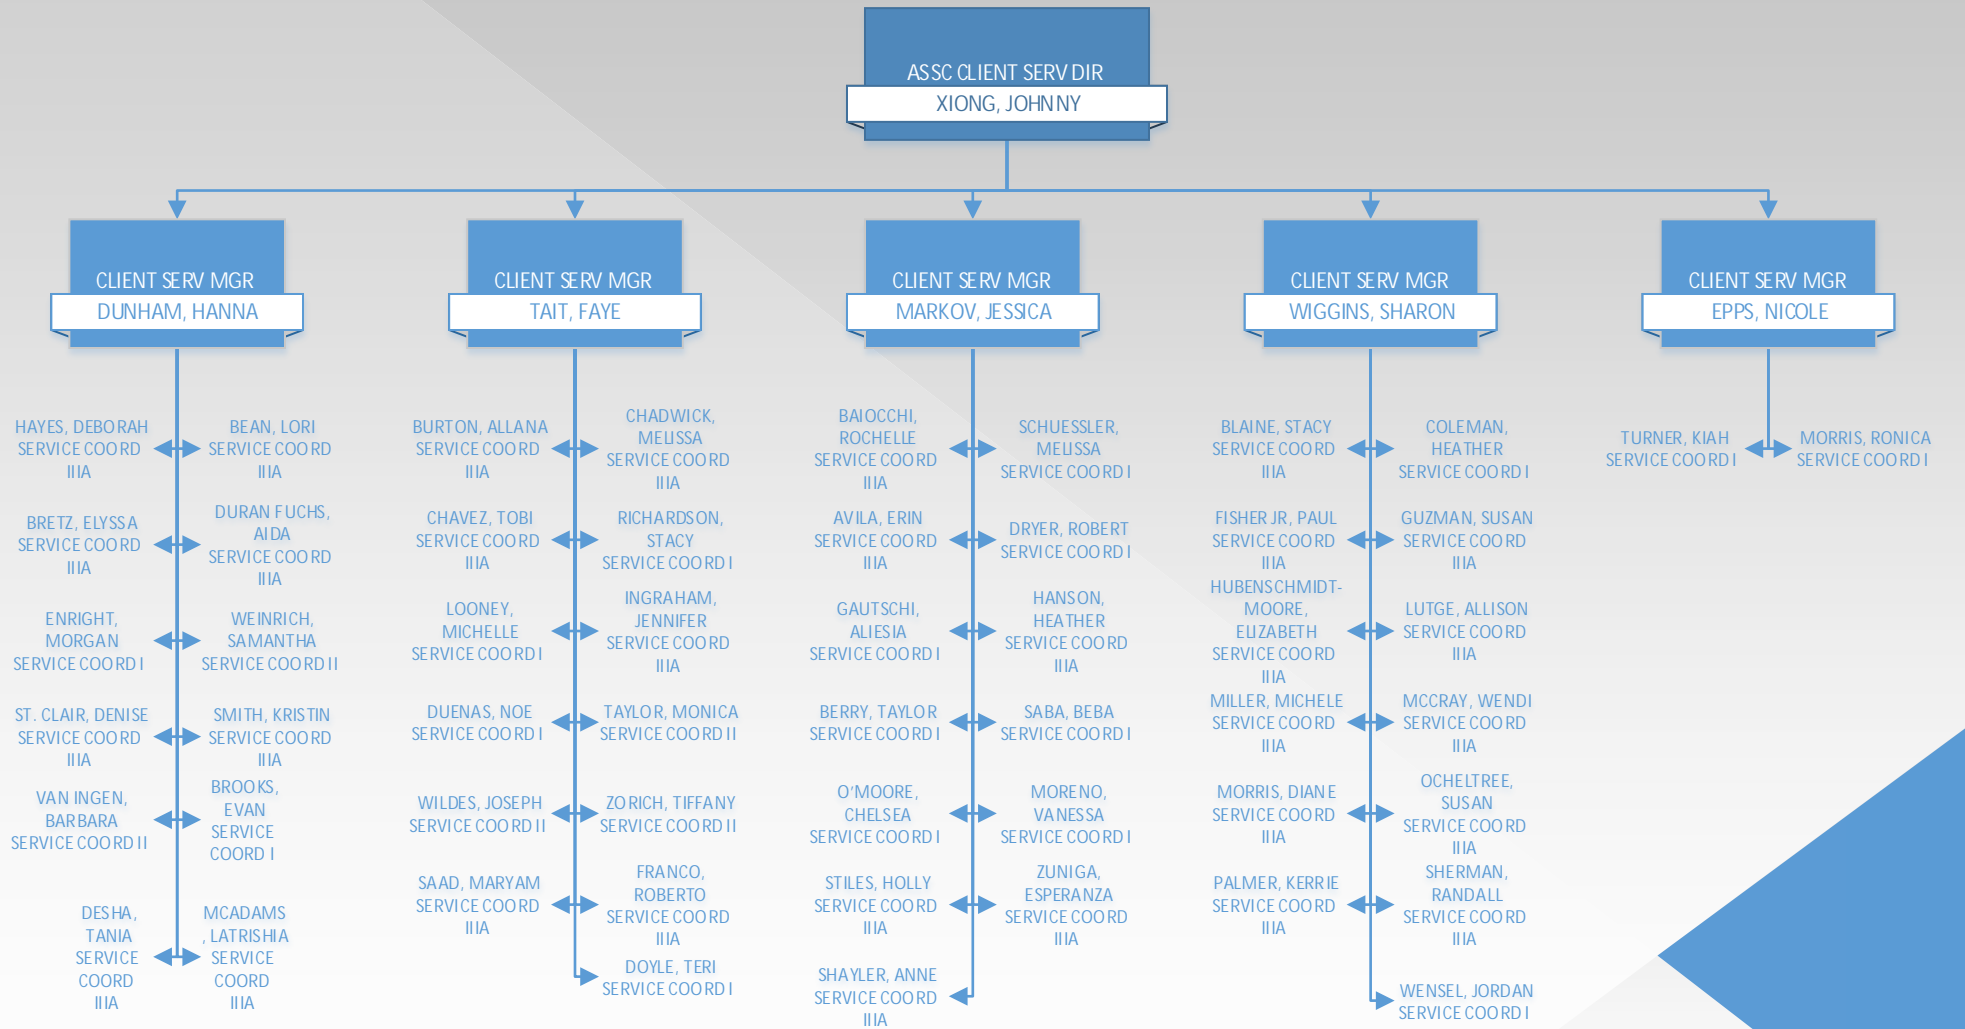 ASSC CLIENT SERV DIR
XIONG, JOHNNY
CLIENT SERV MGR
DUNHAM, HANNA
CLIENT SERV MGR
TAIT, FAYE
CLIENT SERV MGR
MARKOV, JESSICA
CLIENT SERV MGR
WIGGINS, SHARON
CLIENT SERV MGR
EPPS, NICOLE
HAYES, DEBORAH
SERVICE COORD
IIIA
BEAN, LORI
SERVICE COORD
IIIA
BRETZ, ELYSSA
SERVICE COORD
IIIA
DURAN FUCHS,
AIDA
SERVICE COORD
IIIA
ENRIGHT,
MORGAN
SERVICE COORD I
WEINRICH,
SAMANTHA
SERVICE COORD II
ST. CLAIR, DENISE
SERVICE COORD
IIIA
SMITH, KRISTIN
SERVICE COORD
IIIA
VAN INGEN,
BARBARA
SERVICE COORD II
BROOKS,
EVAN
SERVICE
COORD I
DESHA,
TANIA
SERVICE
COORD
IIIA
MCADAMS
, LATRISHIA
SERVICE
COORD
IIIA
BURTON, ALLANA
SERVICE COORD
IIIA
CHADWICK,
MELISSA
SERVICE COORD
IIIA
CHAVEZ, TOBI
SERVICE COORD
IIIA
RICHARDSON,
STACY
SERVICE COORD I
LOONEY,
MICHELLE
SERVICE COORD I
INGRAHAM,
JENNIFER
SERVICE COORD
IIIA
DUENAS, NOE
SERVICE COORD I
TAYLOR, MONICA
SERVICE COORD II
WILDES, JOSEPH
SERVICE COORD II
ZORICH, TIFFANY
SERVICE COORD II
SAAD, MARYAM
SERVICE COORD
IIIA
FRANCO,
ROBERTO
SERVICE COORD
IIIA
DOYLE, TERI
SERVICE COORD I
BAIOCCHI,
ROCHELLE
SERVICE COORD
IIIA
SCHUESSLER,
MELISSA
SERVICE COORD I
AVILA, ERIN
SERVICE COORD
IIIA
DRYER, ROBERT
SERVICE COORD I
GAUTSCHI,
ALIESIA
SERVICE COORD I
HANSON,
HEATHER
SERVICE COORD
IIIA
BERRY, TAYLOR
SERVICE COORD I
SABA, BEBA
SERVICE COORD I
O’MOORE,
CHELSEA
SERVICE COORD I
MORENO,
VANESSA
SERVICE COORD I
STILES, HOLLY
SERVICE COORD
IIIA
ZUNIGA,
ESPERANZA
SERVICE COORD
IIIA
SHAYLER, ANNE
SERVICE COORD
IIIA
BLAINE, STACY
SERVICE COORD
IIIA
COLEMAN,
HEATHER
SERVICE COORD I
FISHER JR, PAUL
SERVICE COORD
IIIA
GUZMAN, SUSAN
SERVICE COORD
IIIA
HUBENSCHMIDT-
MOORE,
ELIZABETH
SERVICE COORD
IIIA
LUTGE, ALLISON
SERVICE COORD
IIIA
MILLER, MICHELE
SERVICE COORD
IIIA
MCCRAY, WENDI
SERVICE COORD
IIIA
MORRIS, DIANE
SERVICE COORD
IIIA
OCHELTREE,
SUSAN
SERVICE COORD
IIIA
PALMER, KERRIE
SERVICE COORD
IIIA
SHERMAN,
RANDALL
SERVICE COORD
IIIA
WENSEL, JORDAN
SERVICE COORD I
TURNER, KIAH
SERVICE COORD I
MORRIS, RONICA
SERVICE COORD I